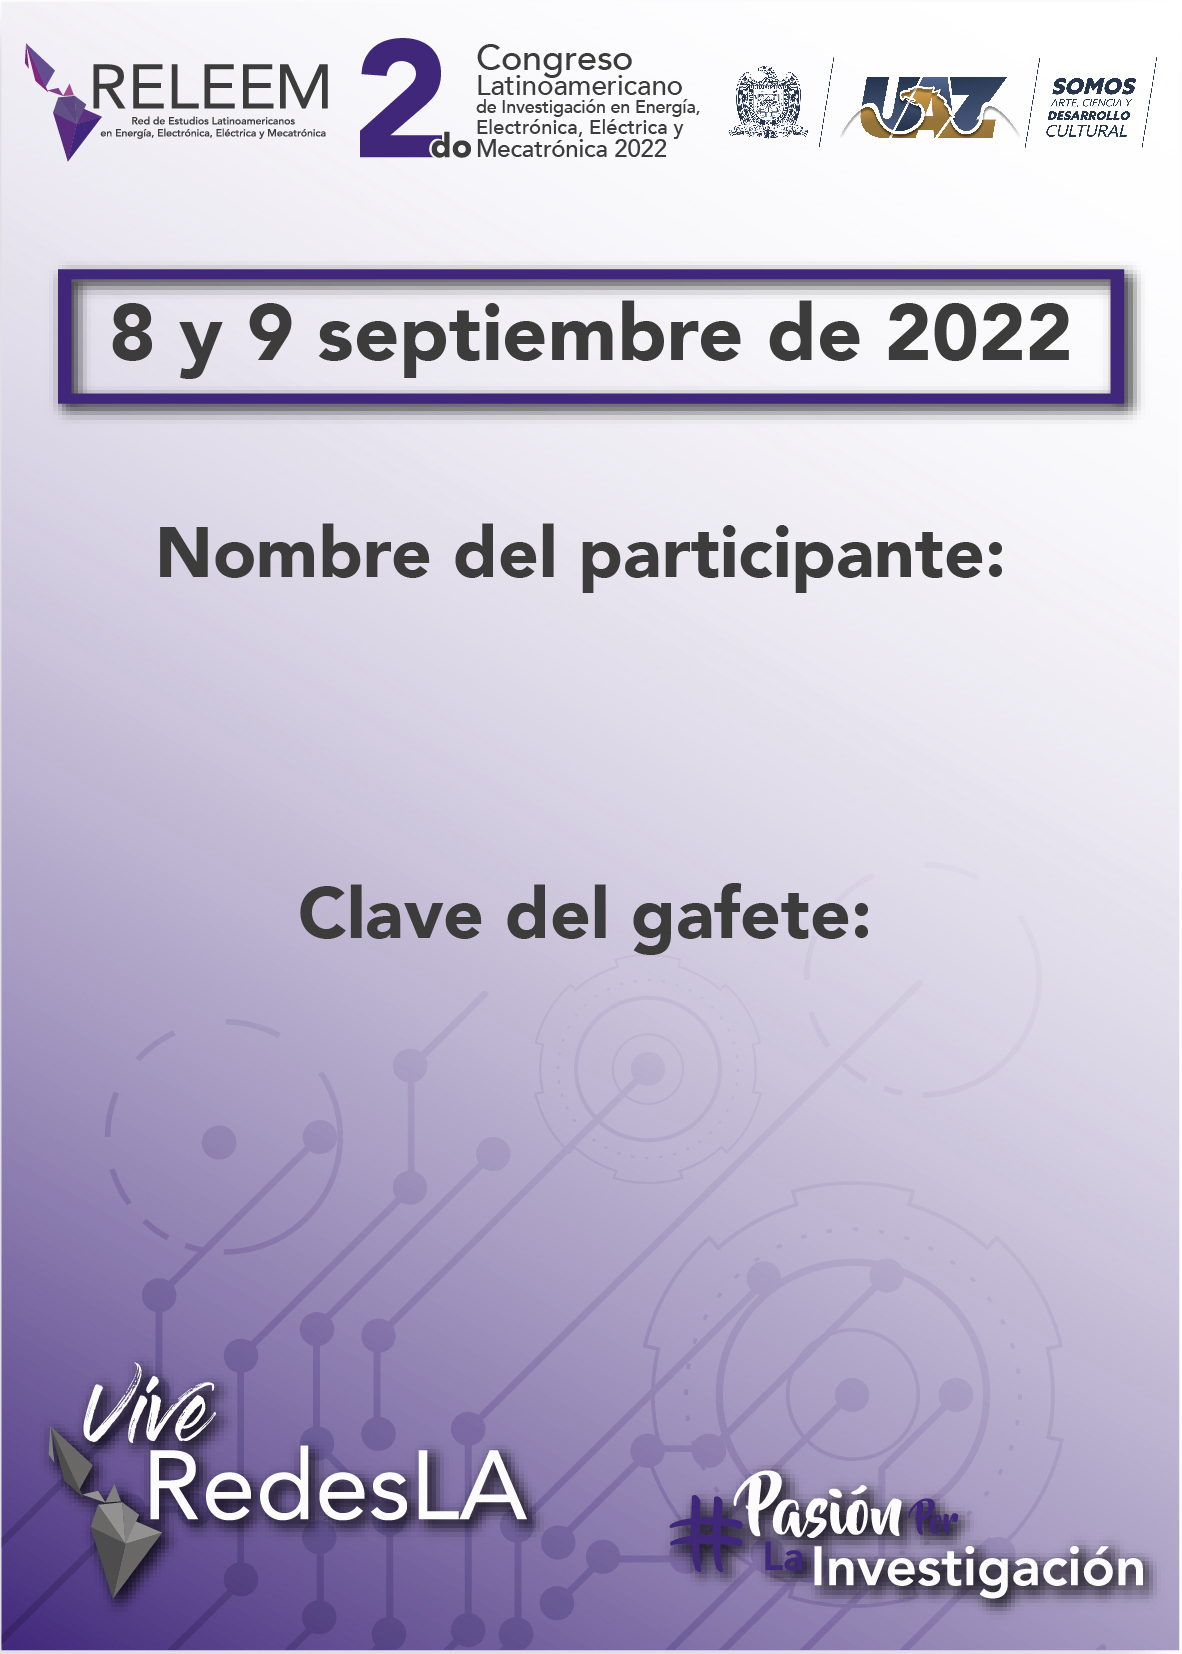 RELEEM
Red de Estudios Latinoamericanos
en Energía, Electrónica, Eléctrica y Mecatrónica
2do
Congreso
Latinoamericano
de Investigación en Energía,
Electrónica, Eléctrica y
Mecatrónica 2022
UAZ
SOMOS
ARTE, CIENCIA Y
DESARROLLO
CULTURAL
8 y 9 septiembre de 2022
Nombre del participante:
Clave del gafete:
Vive
RedesLA
#Pasión Por
La Investigación